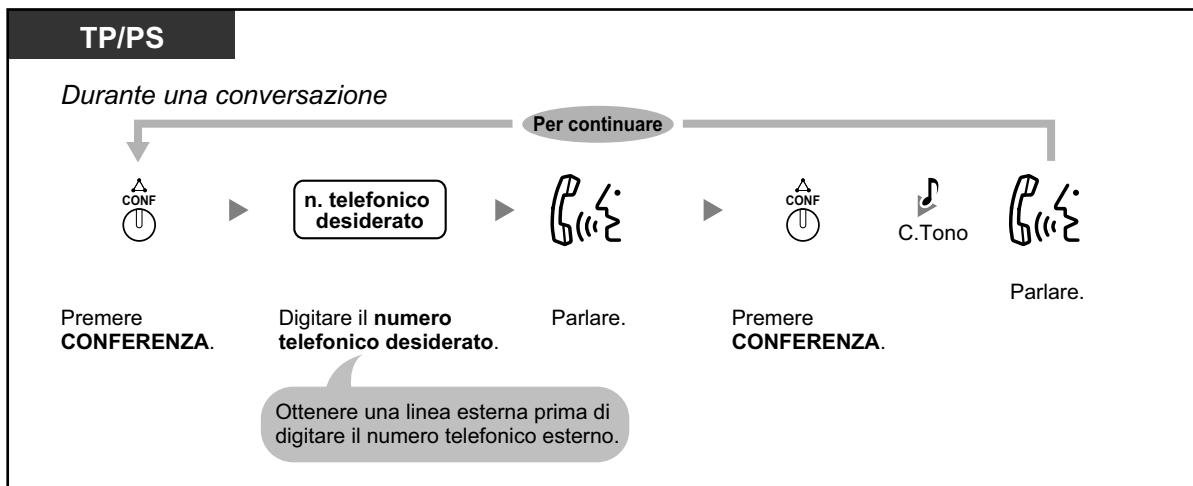 TP/PS
Durante una conversazione
Per continuare
CONF
n. telefonico
desiderato
CONF
C.Tono
Premere
CONFERENZA.
Digitare il numero
telefonico desiderato.
Parlare.
Premere
CONFERENZA.
Parlare.
Ottenere una linea esterna prima di
digitare il numero telefonico esterno.